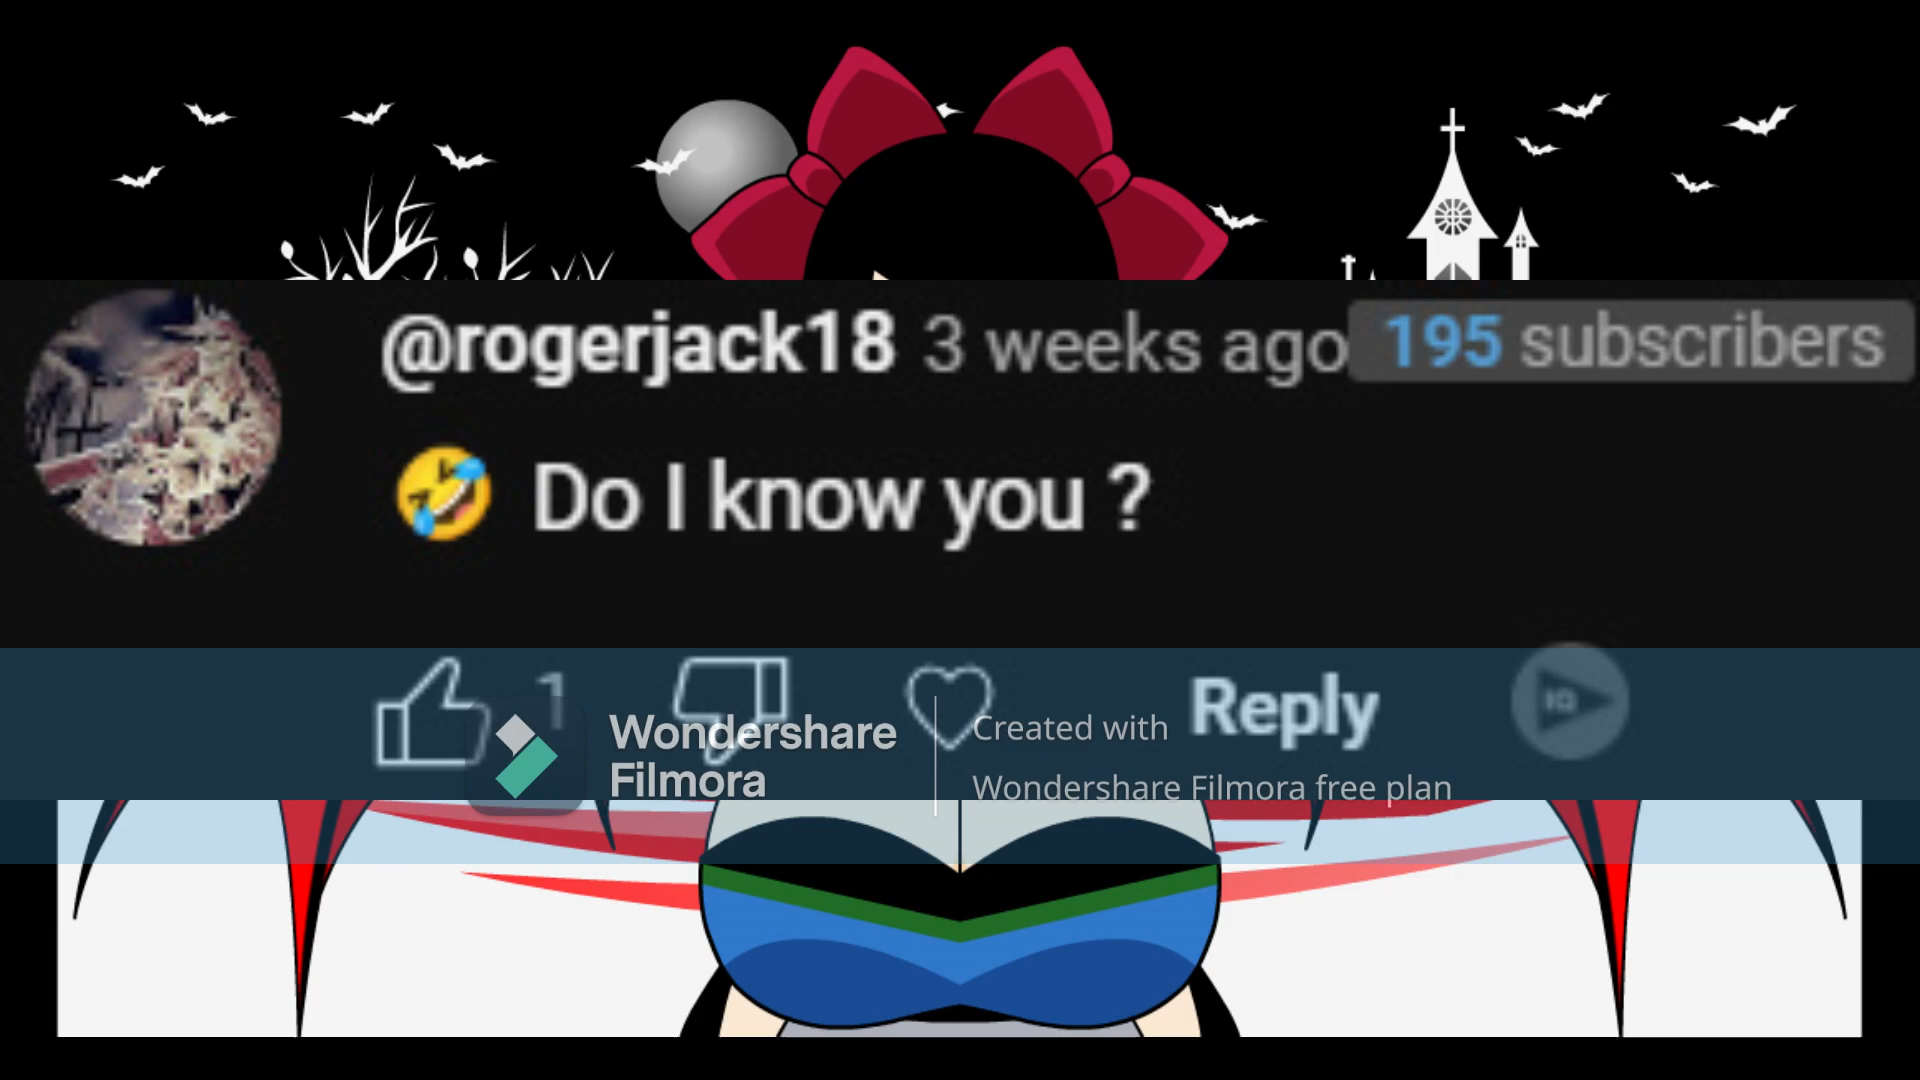 @rogerjack18 3 weeks ago 195 subscribers
🤣 Do I know you ?
1 Reply
Wondershare Filmora
Created with
Wondershare Filmora free plan